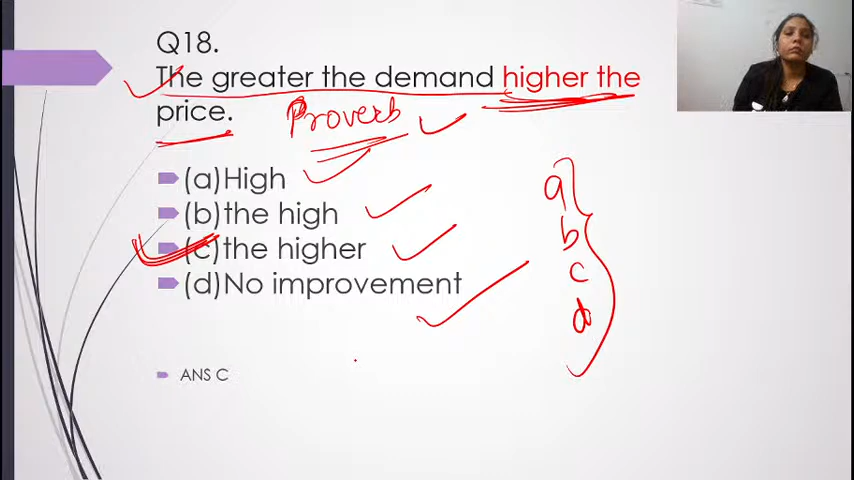 Q18.
The greater the demand higher the
price.
Proverb
(a)High
(b)the high
(c)the higher
(d)No improvement
a
b
c
d
ANS C